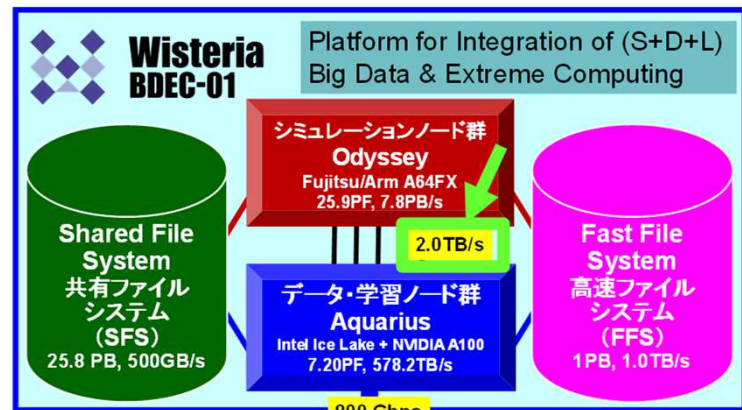 Wisteria
BDEC-01
Platform for Integration of (S+D+L)
Big Data & Extreme Computing
シミュレーションノード群
Odyssey
Fujitsu/Arm A64FX
25.9PF, 7.8PB/s
2.0TB/s
Shared File
System
共有ファイル
システム
(SFS)
25.8 PB, 500GB/s
データ・学習ノード群
Aquarius
Intel Ice Lake + NVIDIA A100
7.20PF, 578.2TB/s
Fast File
System
高速ファイル
システム
(FFS)
1PB, 1.0TB/s
800 Gbps